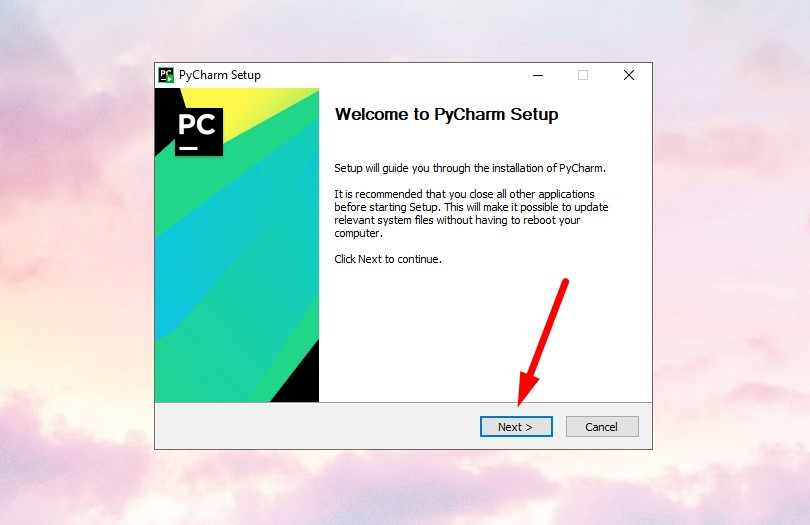 PC PyCharm Setup
PC
Welcome to PyCharm Setup
Setup will guide you through the installation of PyCharm.
It is recommended that you close all other applications
before starting Setup. This will make it possible to update
relevant system files without having to reboot your
computer.
Click Next to continue.
Next > Cancel